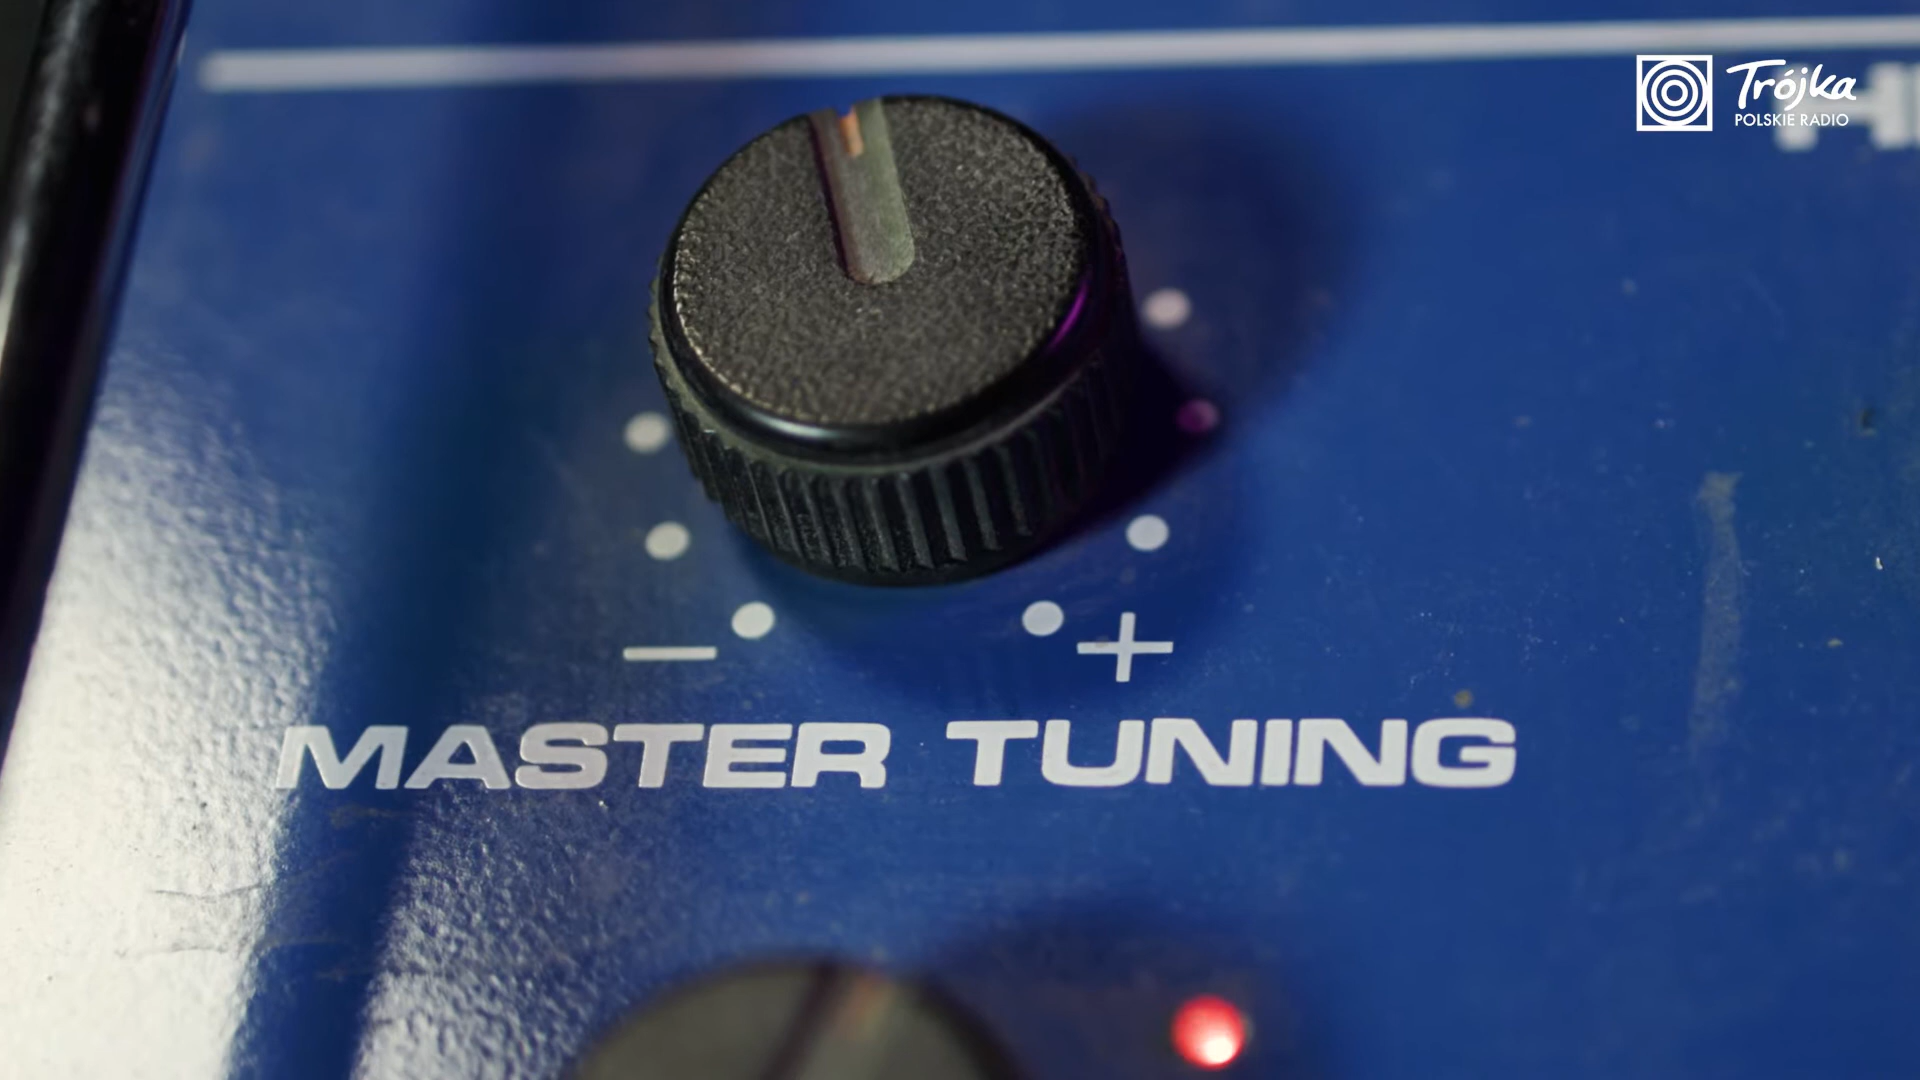 Trójka
POLSKIE RADIO
— +
MASTER TUNING